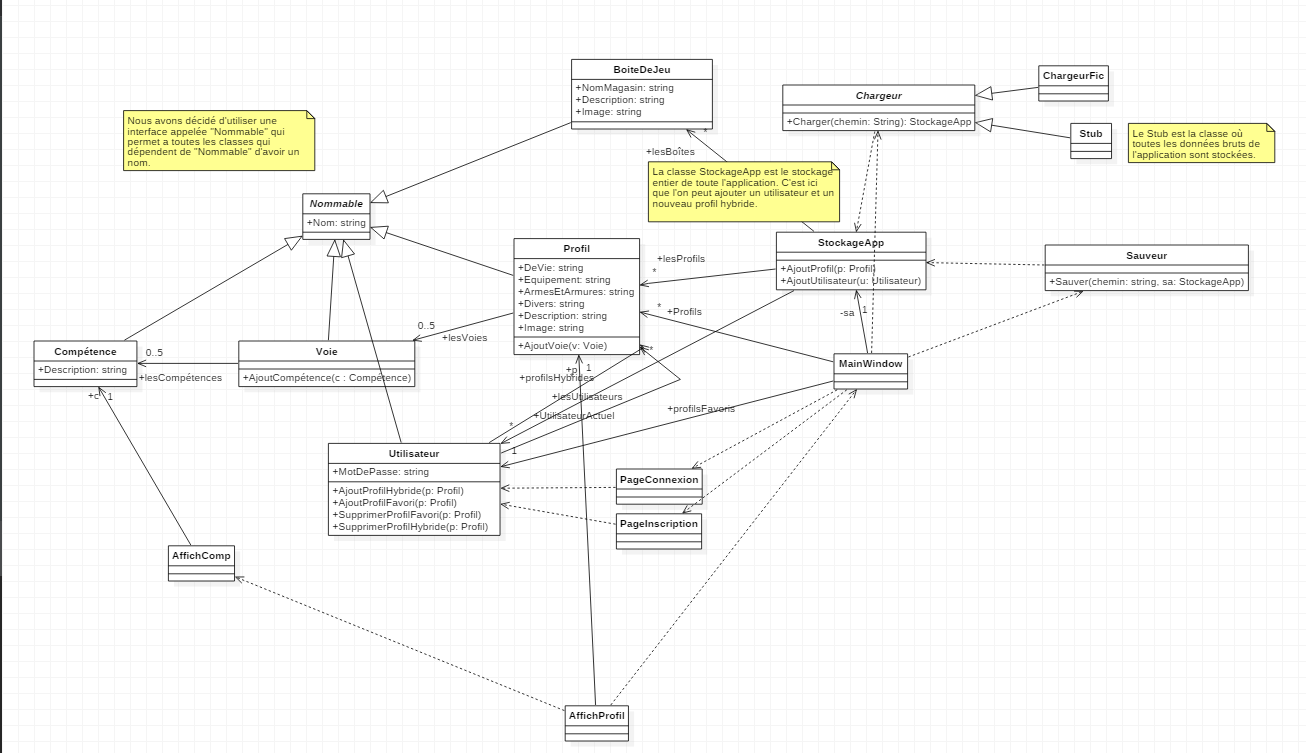 BoiteDeJeu
+NomMagasin: string
+Description: string
+Image: string
ChargeurFic
Chargeur
+Charger(chemin: String): StockageApp
Stub
Le Stub est la classe où
toutes les données bruts de
l'application sont stockées.
Nous avons décidé d'utiliser une
interface appelée "Nommable" qui
permet a toutes les classes qui
dépendent de "Nommable" d'avoir un
nom.
*
+lesBoîtes
La classe StockageApp est le stockage
entier de toute l'application. C'est ici
que l'on peut ajouter un utilisateur et un
nouveau profil hybride.
Nommable
+Nom: string
Profil
+DeVie: string
+Equipement: string
+ArmesEtArmures: string
+Divers: string
+Description: string
+Image: string
+AjoutVoie(v: Voie)
StockageApp
+AjoutProfil(p: Profil)
+AjoutUtilisateur(u: Utilisateur)
Sauveur
+Sauver(chemin: string, sa: StockageApp)
+lesProfils
*
*
+Profils
-sa
1
0..5
+lesVoies
Compétence
+Description: string
0..5
+lesCompétences
Voie
+AjoutCompétence(c : Compétence)
MainWindow
*
+p
1
+profilsHybrides
+c
1
+lesUtilisateurs
+UtilisateurActuel
+profilsFavoris
*
1
Utilisateur
+MotDePasse: string
+AjoutProfilHybride(p: Profil)
+AjoutProfilFavori(p: Profil)
+SupprimerProfilFavori(p: Profil)
+SupprimerProfilHybride(p: Profil)
PageConnexion
PageInscription
AffichComp
AffichProfil